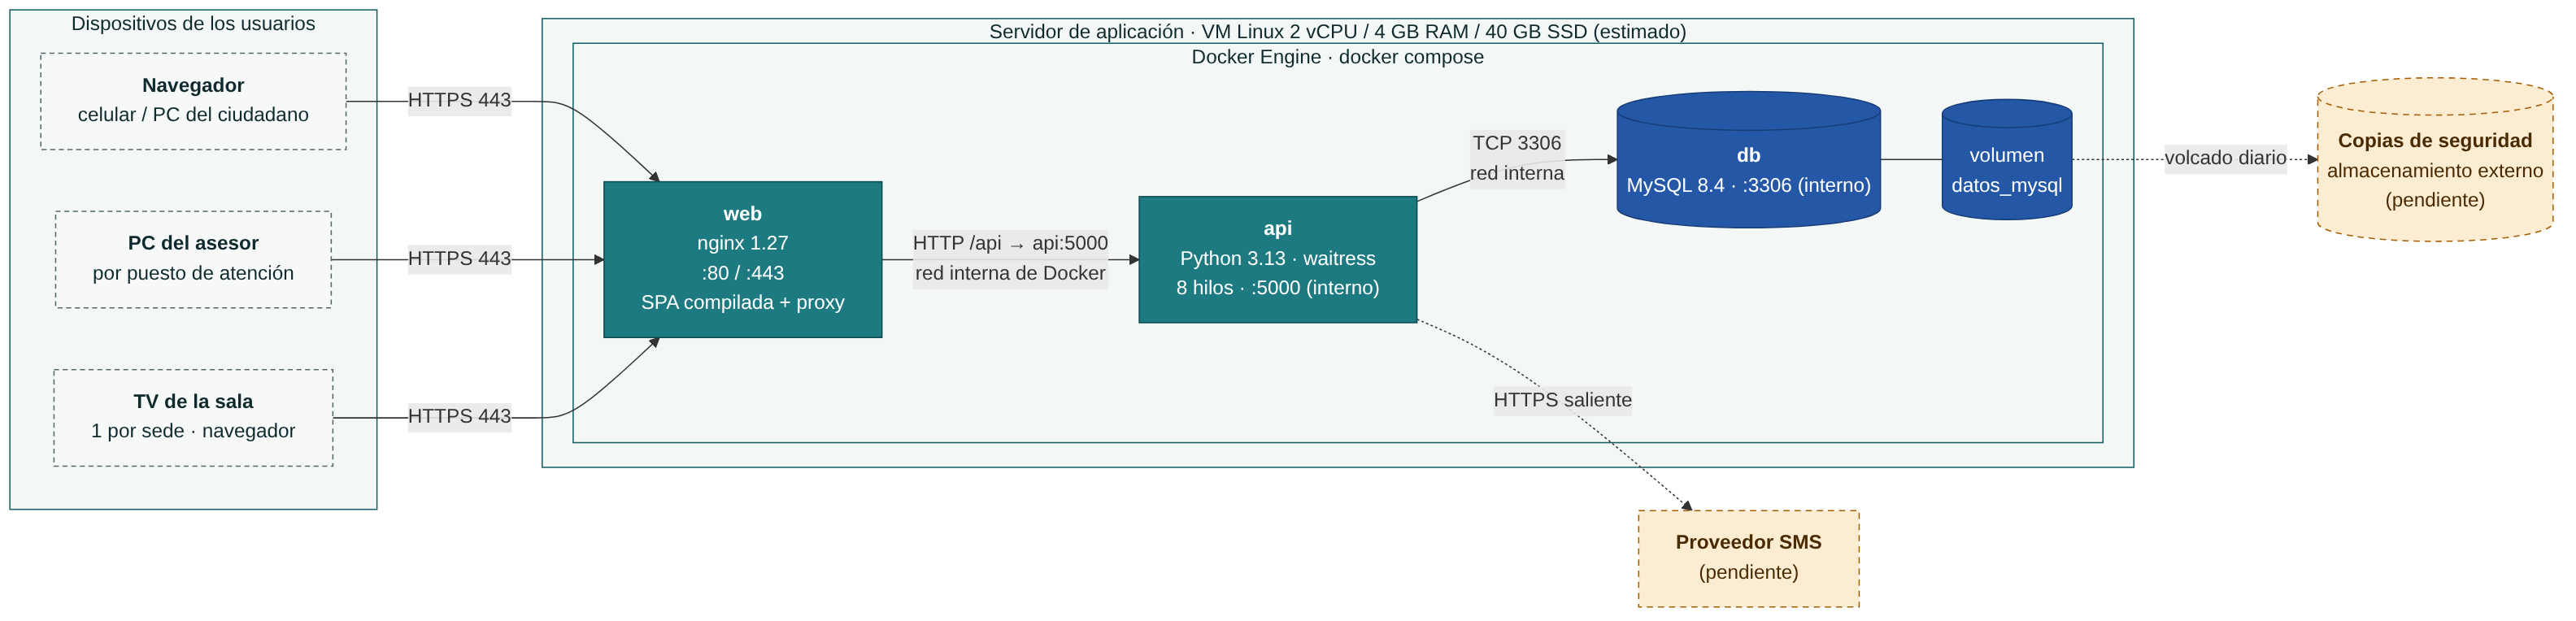 Dispositivos de los usuarios
Navegador
celular / PC del ciudadano
PC del asesor
por puesto de atención
TV de la sala
1 por sede · navegador
HTTPS 443
HTTPS 443
HTTPS 443
Servidor de aplicación · VM Linux 2 vCPU / 4 GB RAM / 40 GB SSD (estimado)
Docker Engine · docker compose
web
nginx 1.27
:80 / :443
SPA compilada + proxy
HTTP /api → api:5000
red interna de Docker
api
Python 3.13 · waitress
8 hilos · :5000 (interno)
TCP 3306
red interna
db
MySQL 8.4 · :3306 (interno)
volumen
datos_mysql
volcado diario
Copias de seguridad
almacenamiento externo
(pendiente)
HTTPS saliente
Proveedor SMS
(pendiente)